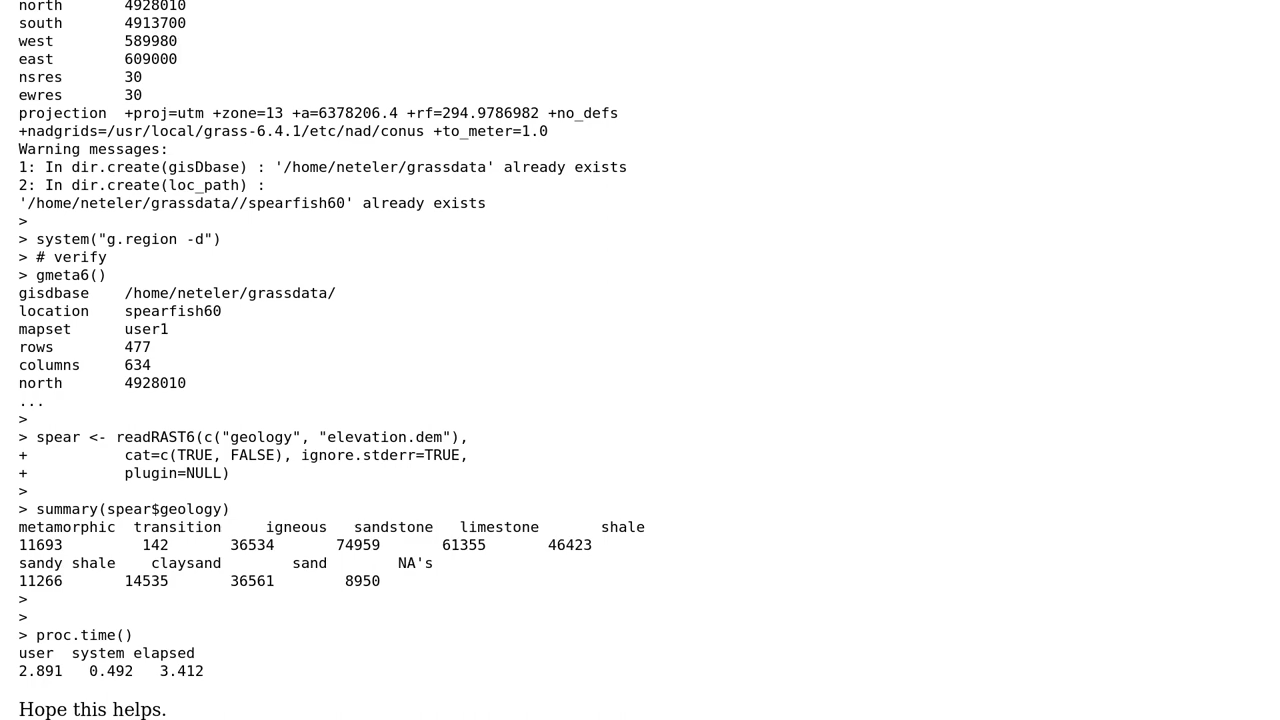 north       4928010
south       4913700
west        589980
east        609000
nsres       30
ewres       30
projection  +proj=utm +zone=13 +a=6378206.4 +rf=294.9786982 +no_defs
+nadgrids=/usr/local/grass-6.4.1/etc/nad/conus +to_meter=1.0
Warning messages:
1: In dir.create(gisDbase) : '/home/neteler/grassdata' already exists
2: In dir.create(loc_path) :
'/home/neteler/grassdata//spearfish60' already exists
>
> system("g.region -d")
> # verify
> gmeta6()
gisdbase    /home/neteler/grassdata/
location    spearfish60
mapset      user1
rows        477
columns     634
north       4928010
...
>
> spear <- readRAST6(c("geology", "elevation.dem"),
+           cat=c(TRUE, FALSE), ignore.stderr=TRUE,
+           plugin=NULL)
>
> summary(spear$geology)
metamorphic  transition     igneous   sandstone   limestone       shale
11693         142       36534       74959       61355       46423
sandy shale    claysand        sand        NA's
11266       14535       36561        8950
>
>
> proc.time()
user  system elapsed
2.891   0.492   3.412
Hope this helps.